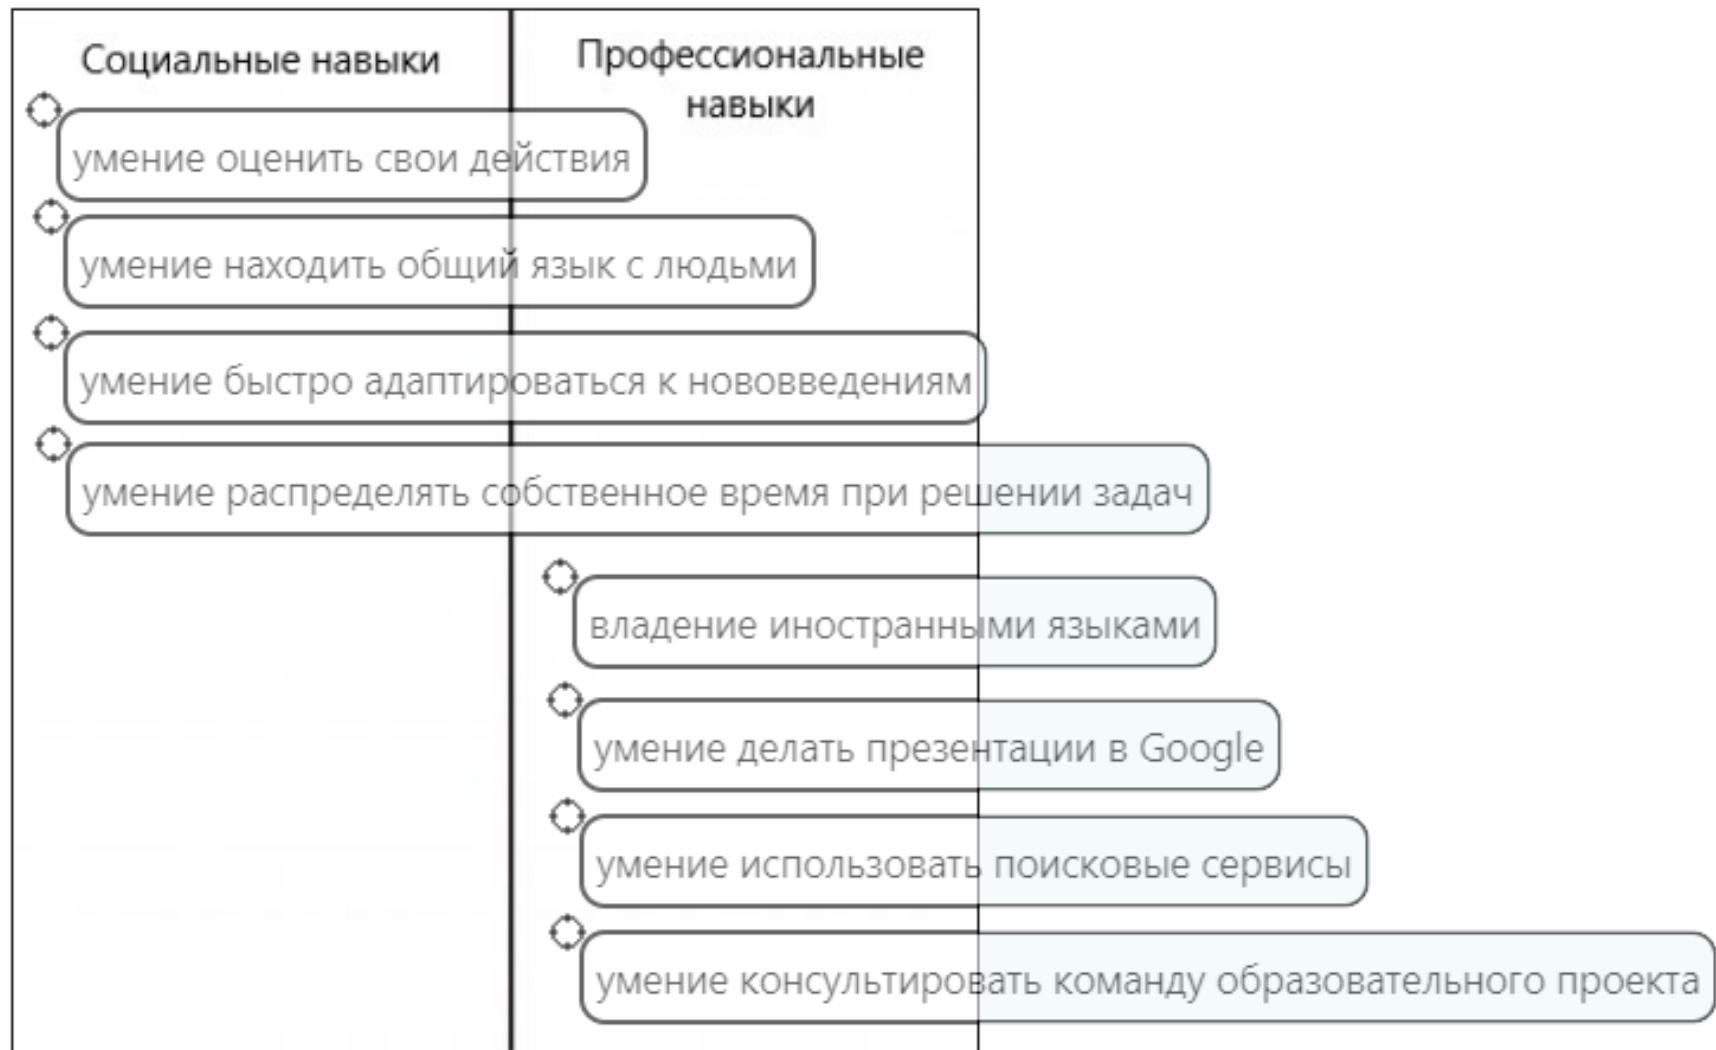 Социальные навыки
Профессиональные
навыки
умение оценить свои действия
умение находить общий язык с людьми
умение быстро адаптироваться к нововведениям
умение распределять собственное время при решении задач
владение иностранными языками
умение делать презентации в Google
умение использовать поисковые сервисы
умение консультировать команду образовательного проекта